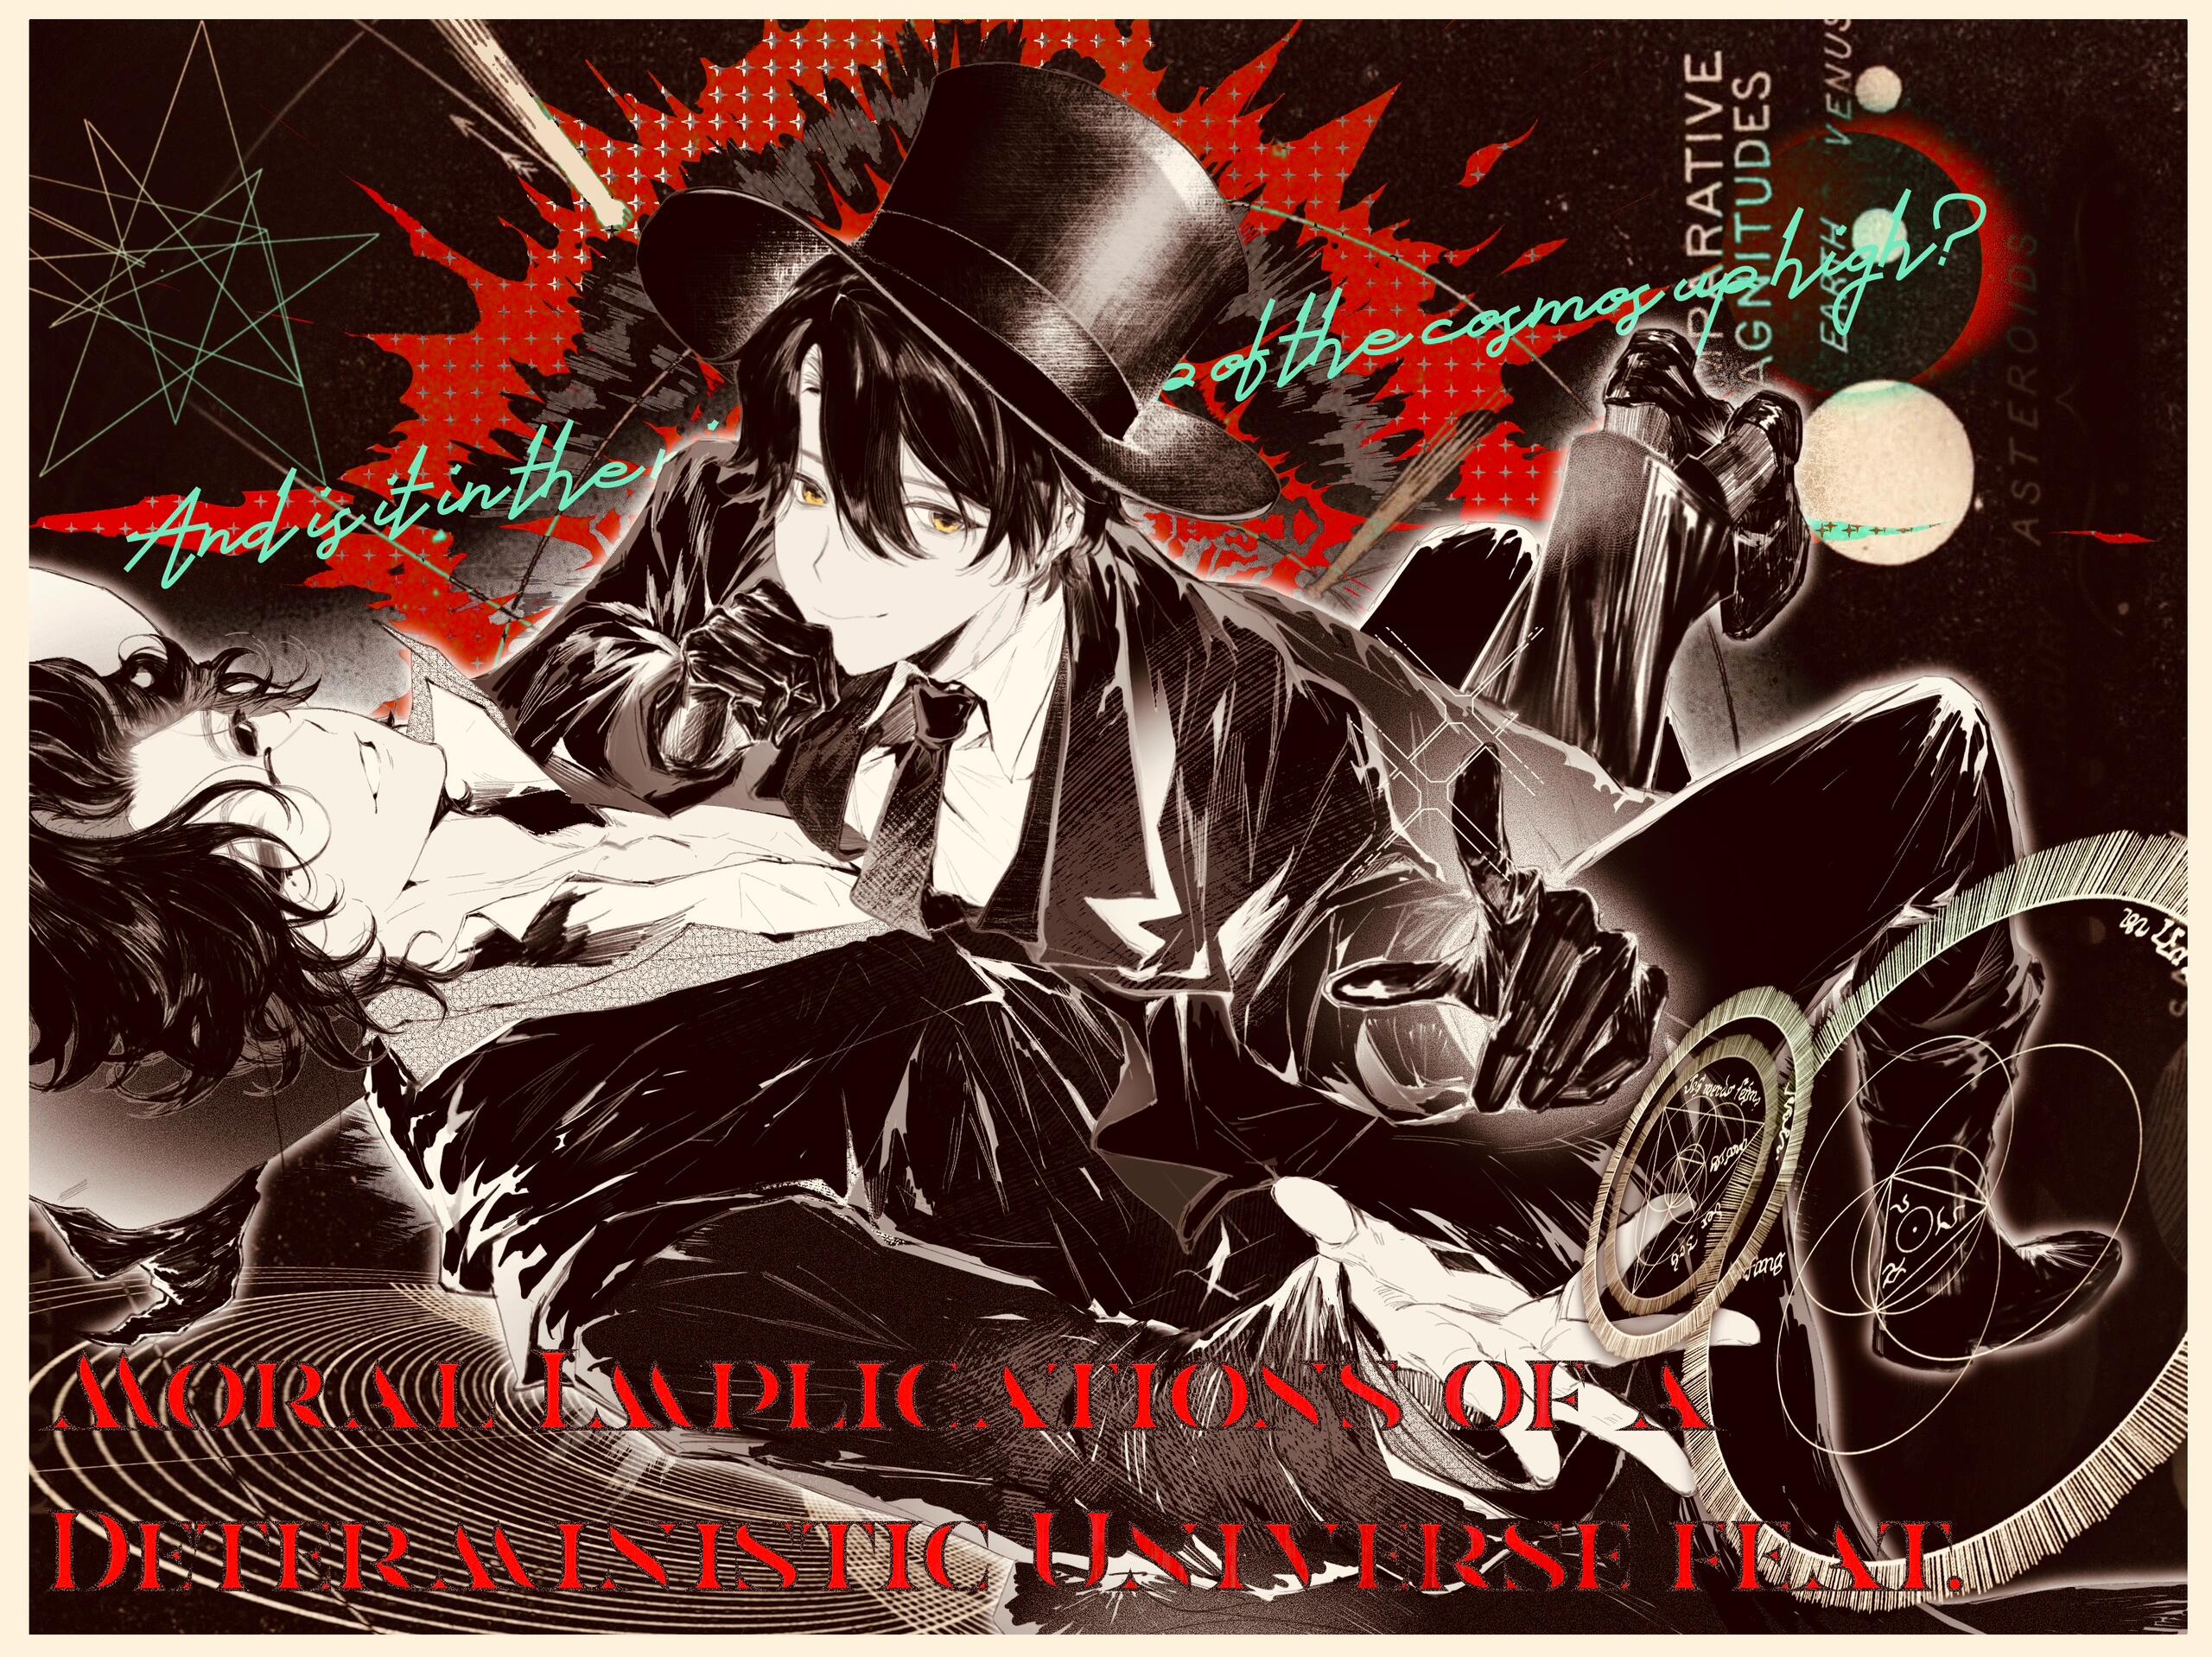 And is it in the
of the cosmos up high?
PARATIVE
AGNITUDES
EARTH VENUS
ASTEROIDS
MORAL IMPLICATIONS OF A
DETERMINISTIC UNIVERSE FEAT.